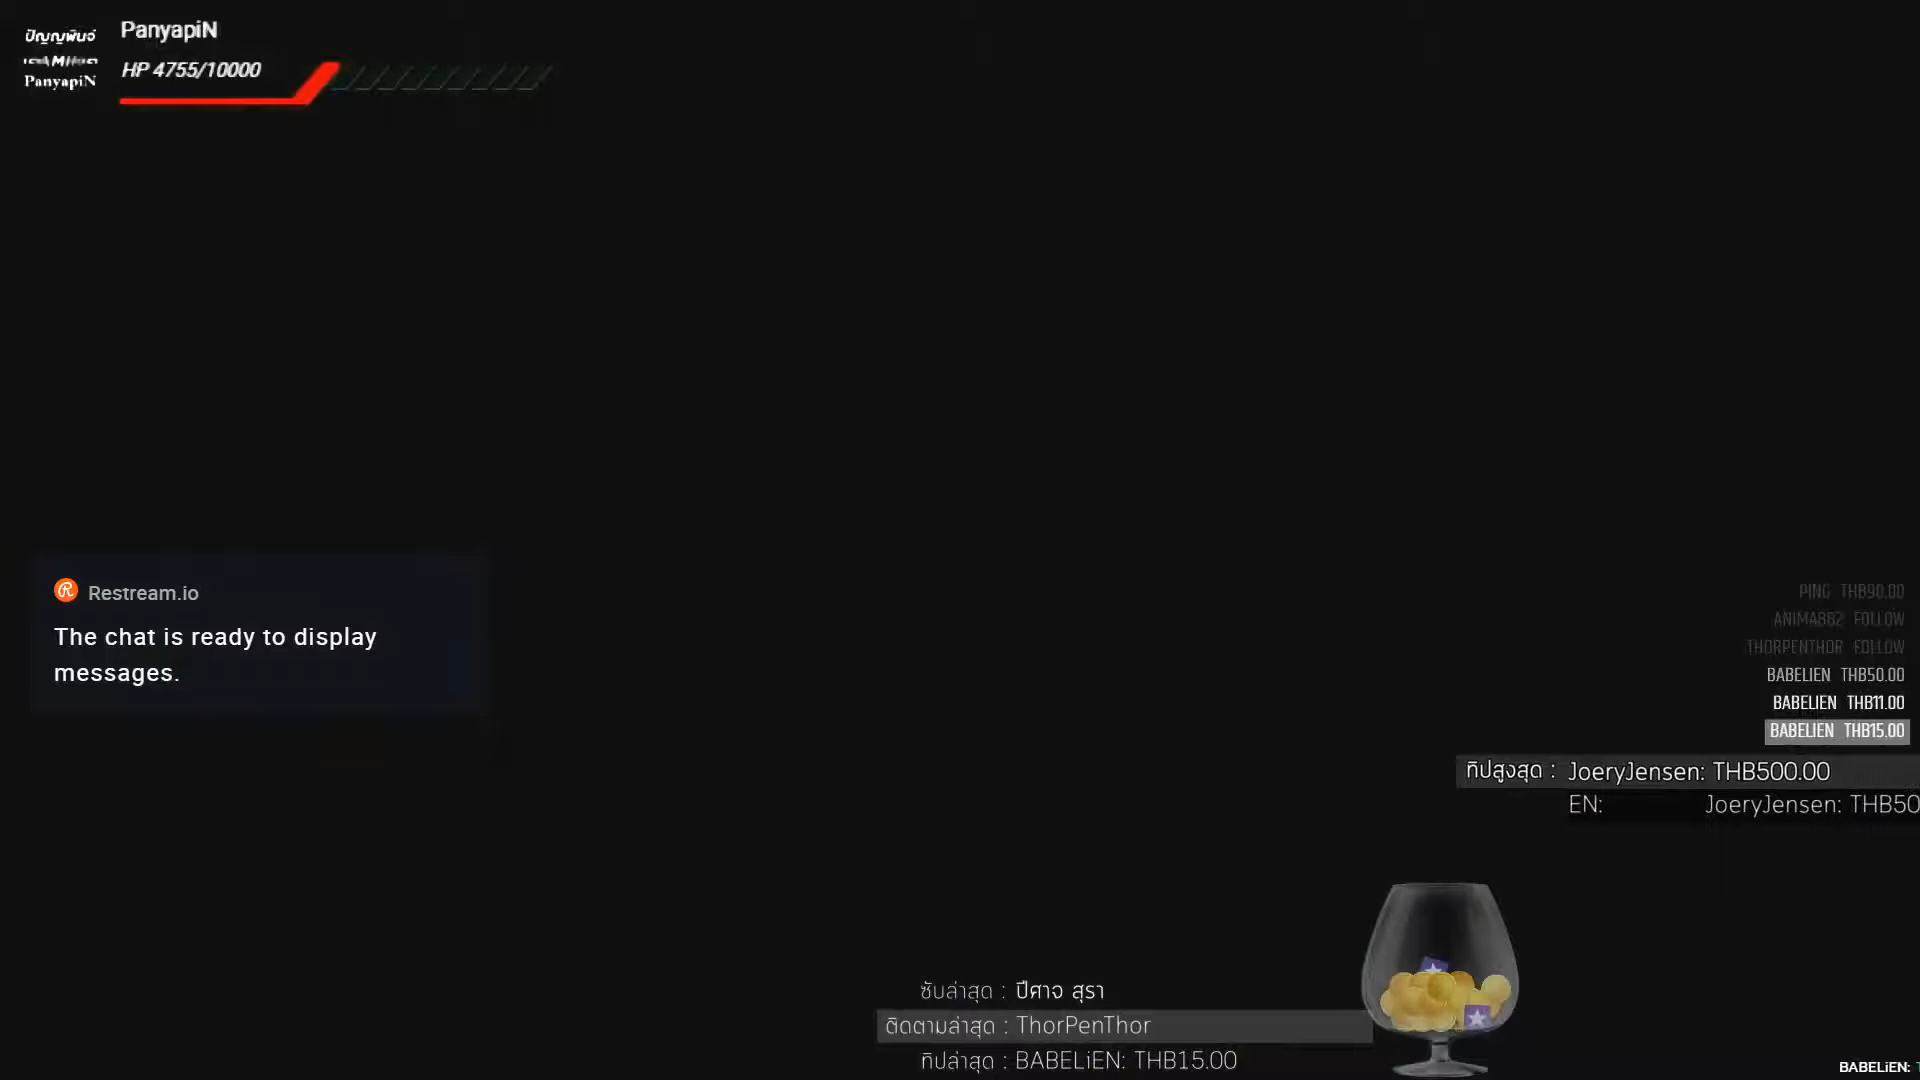 ปัญญพินธ์
PanyapiN
PanyapiN
HP 4755/10000
Restream.io
The chat is ready to display
messages.
PING THB90.00
ANIMA882 FOLLOW
THORPENTHOR FOLLOW
BABELIEN THB50.00
BABELIEN THB11.00
BABELIEN THB15.00
ทิปสูงสุด : JoeryJensen: THB500.00
EN: JoeryJensen: THB50
ซับล่าสุด : ปีศาจ สุรา
ติดตามล่าสุด : ThorPenThor
ทิปล่าสุด : BABELiEN: THB15.00
BABELiEN: